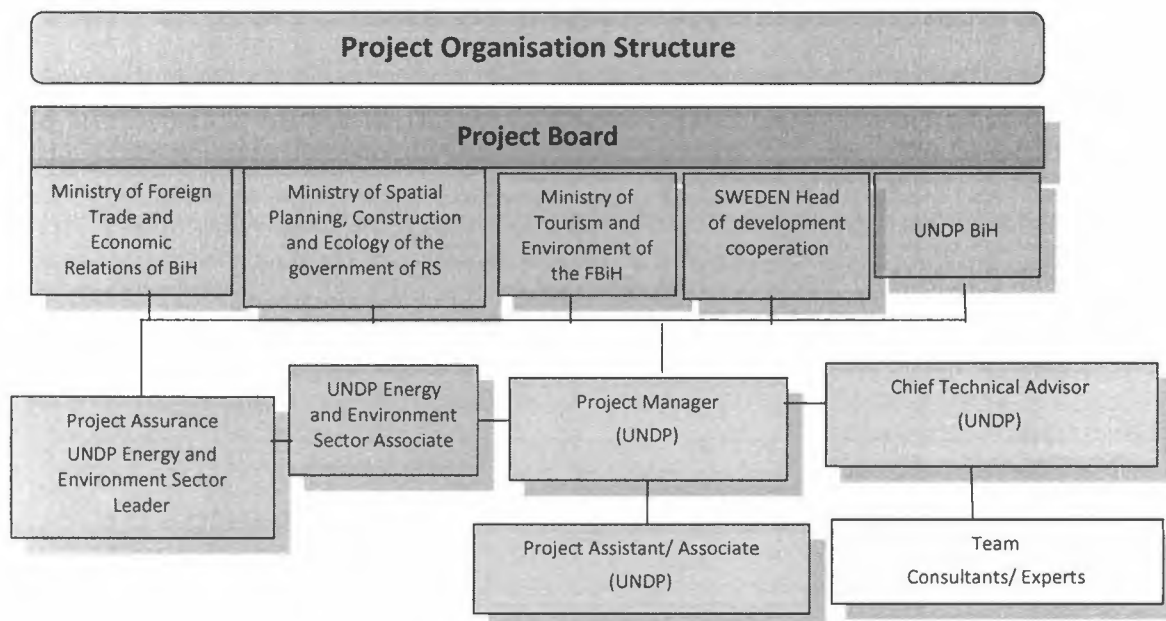 Project Organisation Structure
Project Board
Ministry of Foreign
Trade and
Economic
Relations of BiH
Ministry of Spatial
Planning, Construction
and Ecology of the
government of RS
Ministry of
Tourism and
Environment of
the FBiH
SWEDEN Head
of development
cooperation
UNDP BiH
Project Assurance
UNDP Energy and
Environment Sector
Leader
UNDP Energy
and Environment
Sector Associate
Project Manager
(UNDP)
Chief Technical Advisor
(UNDP)
Project Assistant/ Associate
(UNDP)
Team
Consultants/ Experts